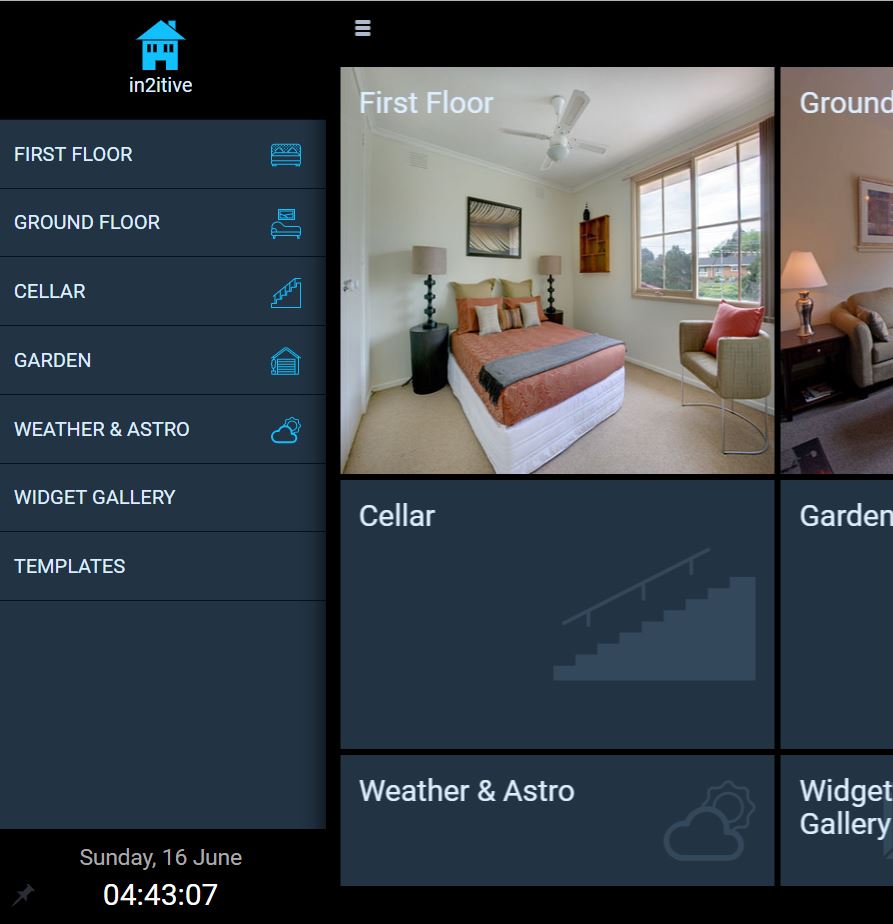 in2itive
FIRST FLOOR
GROUND FLOOR
CELLAR
GARDEN
WEATHER & ASTRO
WIDGET GALLERY
TEMPLATES
Sunday, 16 June
04:43:07
First Floor
Ground
Cellar
Garden
Weather & Astro
Widget
Gallery